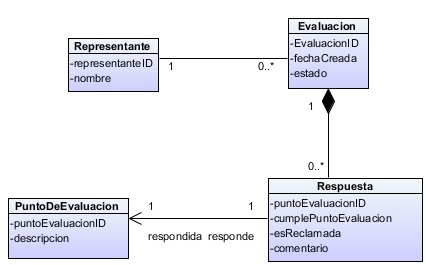 Representante
-representanteID
-nombre
1
0..*
Evaluacion
-EvaluacionID
-fechaCreada
-estado
1
0..*
PuntoDeEvaluacion
-puntoEvaluacionID
-descripcion
1
1
respondida responde
Respuesta
-puntoEvaluacionID
-cumplePuntoEvaluacion
-esReclamada
-comentario